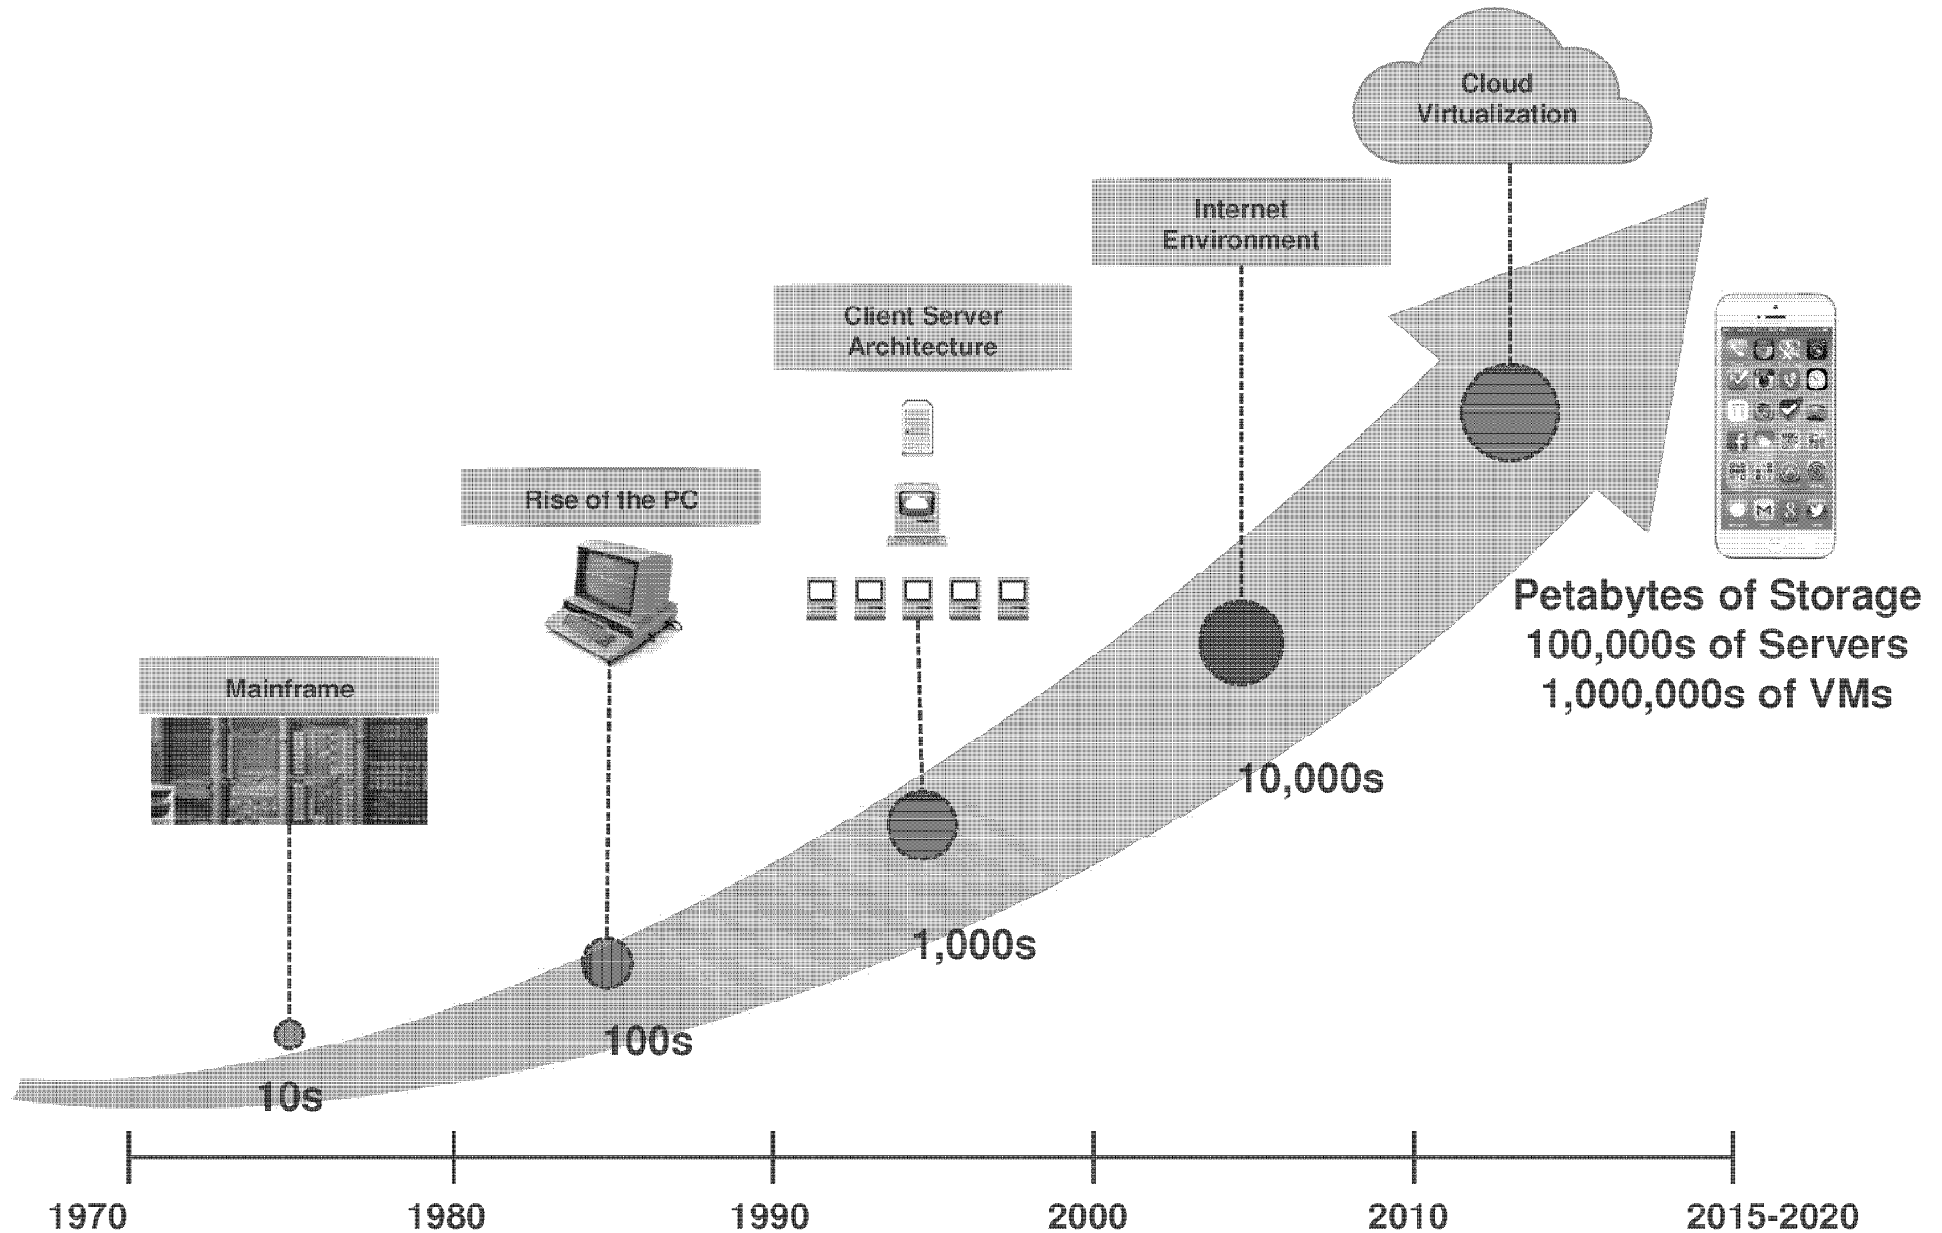 Cloud
Virtualization
Internet
Environment
Client Server
Architecture
Rise of the PC
Mainframe
Petabytes of Storage
100,000s of Servers
1,000,000s of VMs
10,000s
1,000s
100s
10s
1970
1980
1990
2000
2010
2015-2020